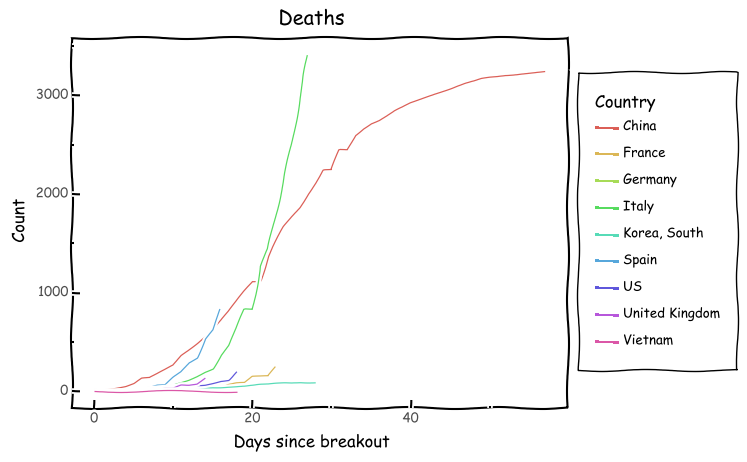 Deaths
3000
2000
1000
0
0
20
40
Count
Days since breakout
Country
China
France
Germany
Italy
Korea, South
Spain
US
United Kingdom
Vietnam